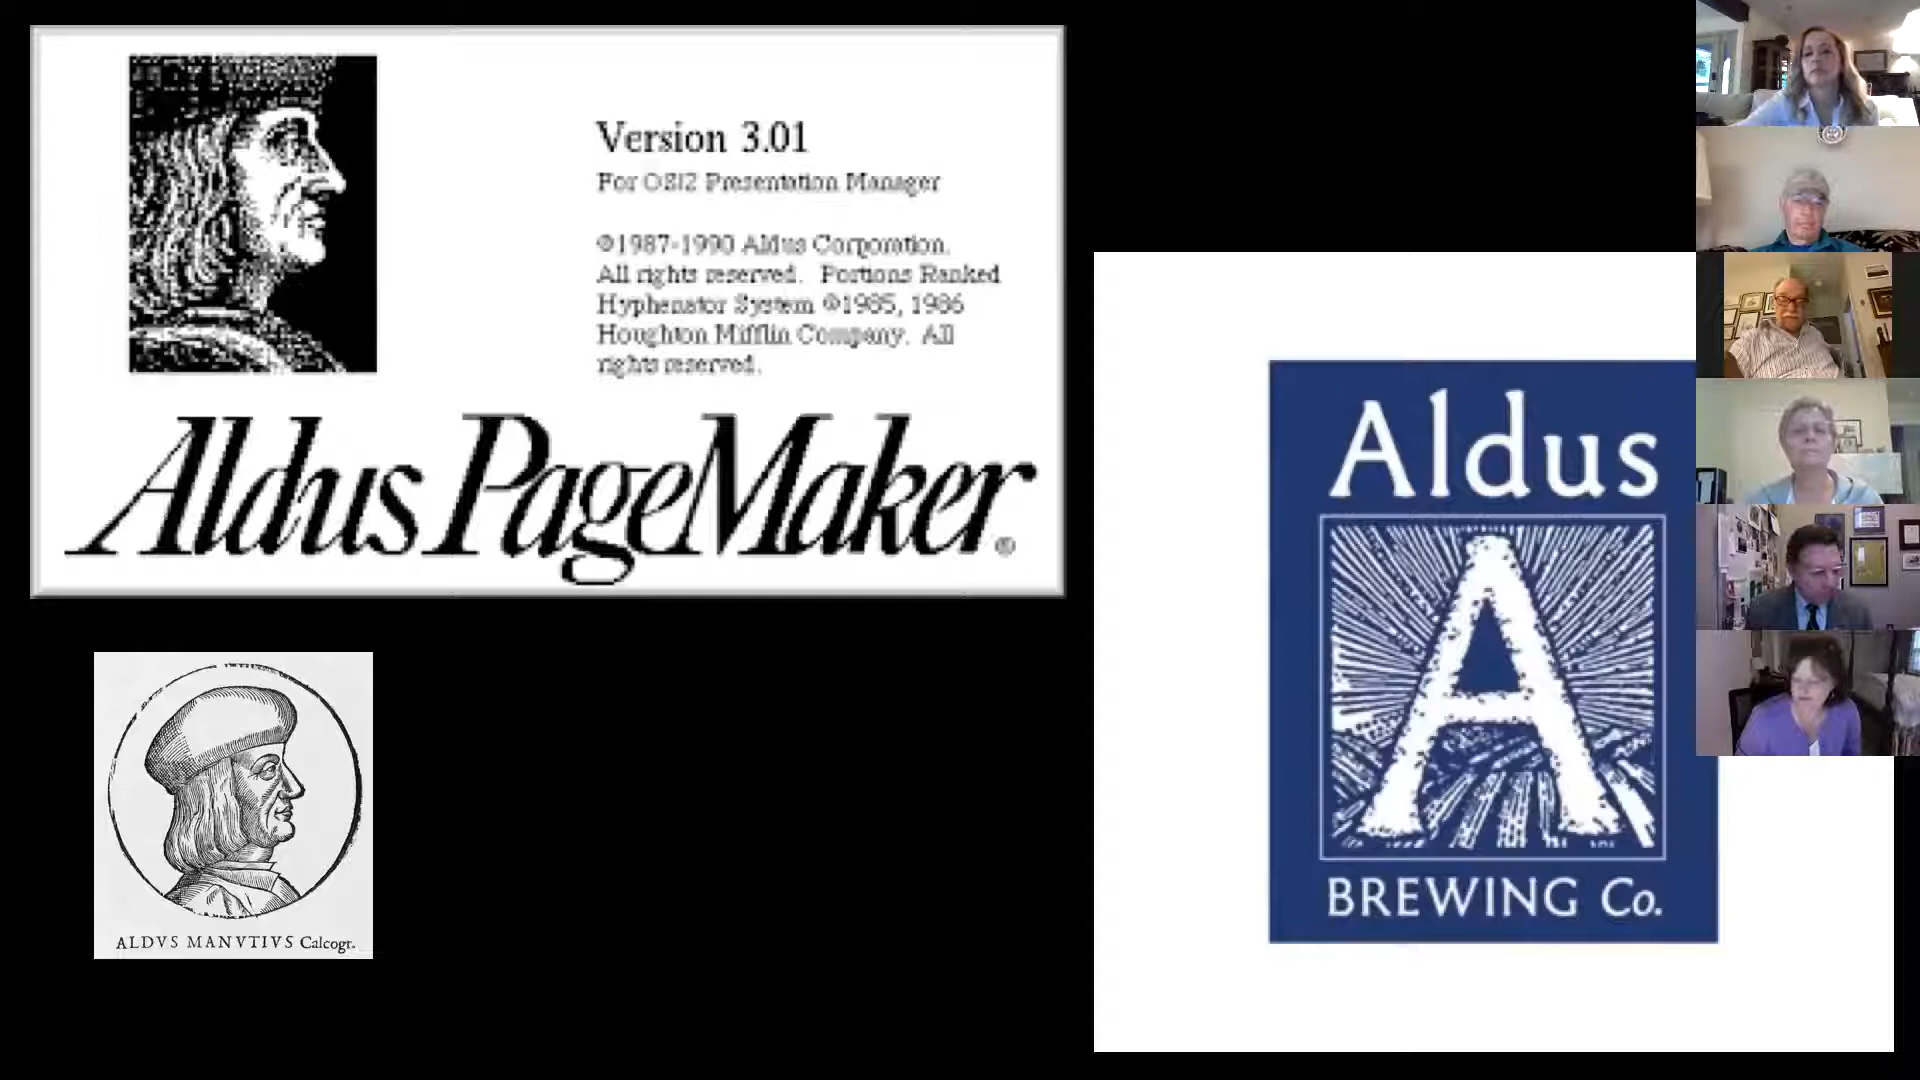 Version 3.01
For OS/2 Presentation Manager
©1987-1990 Aldus Corporation.
All rights reserved. Portions Ranked
Hyphenator System ©1985, 1986
Houghton Mifflin Company. All
rights reserved.
Aldus PageMaker®
ALDVS MANVTIVS Calcogr.
Aldus
A
BREWING Co.